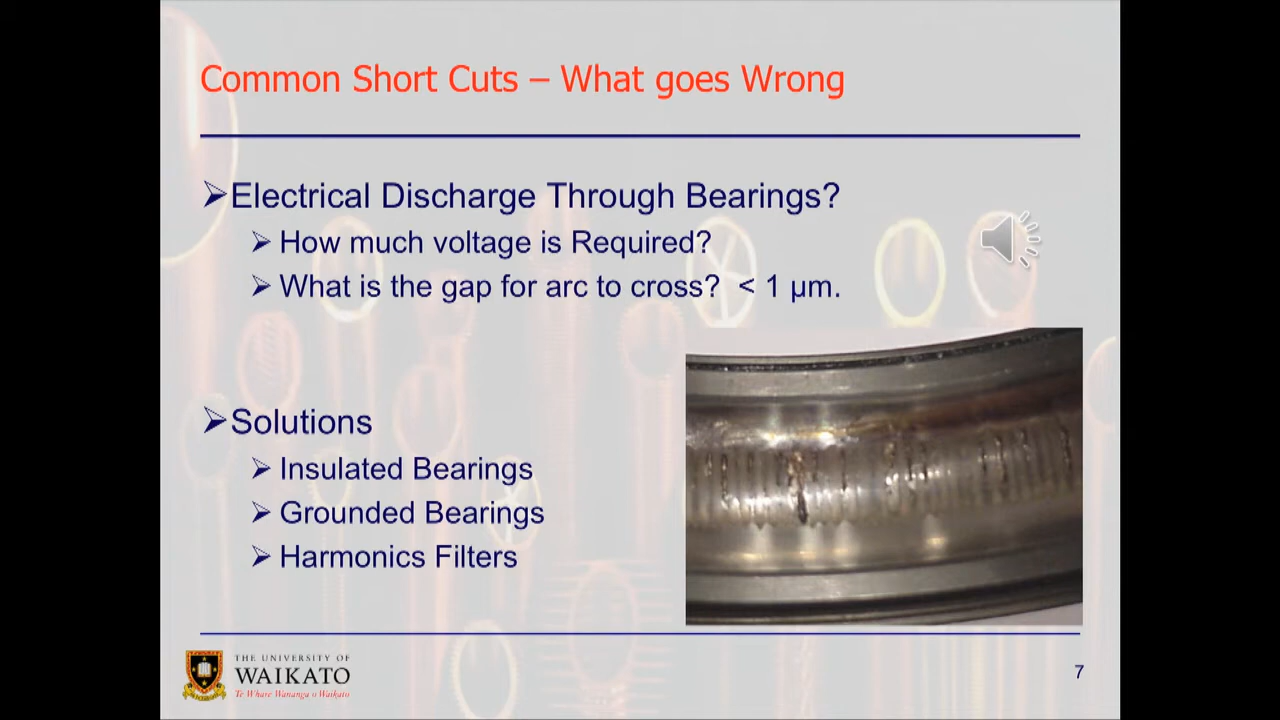 Common Short Cuts – What goes Wrong
➢Electrical Discharge Through Bearings?
➢ How much voltage is Required?
➢ What is the gap for arc to cross?  < 1 µm.
➢Solutions
➢ Insulated Bearings
➢ Grounded Bearings
➢ Harmonics Filters
THE UNIVERSITY OF
WAIKATO
Te Whare Wananga o Waikato
7